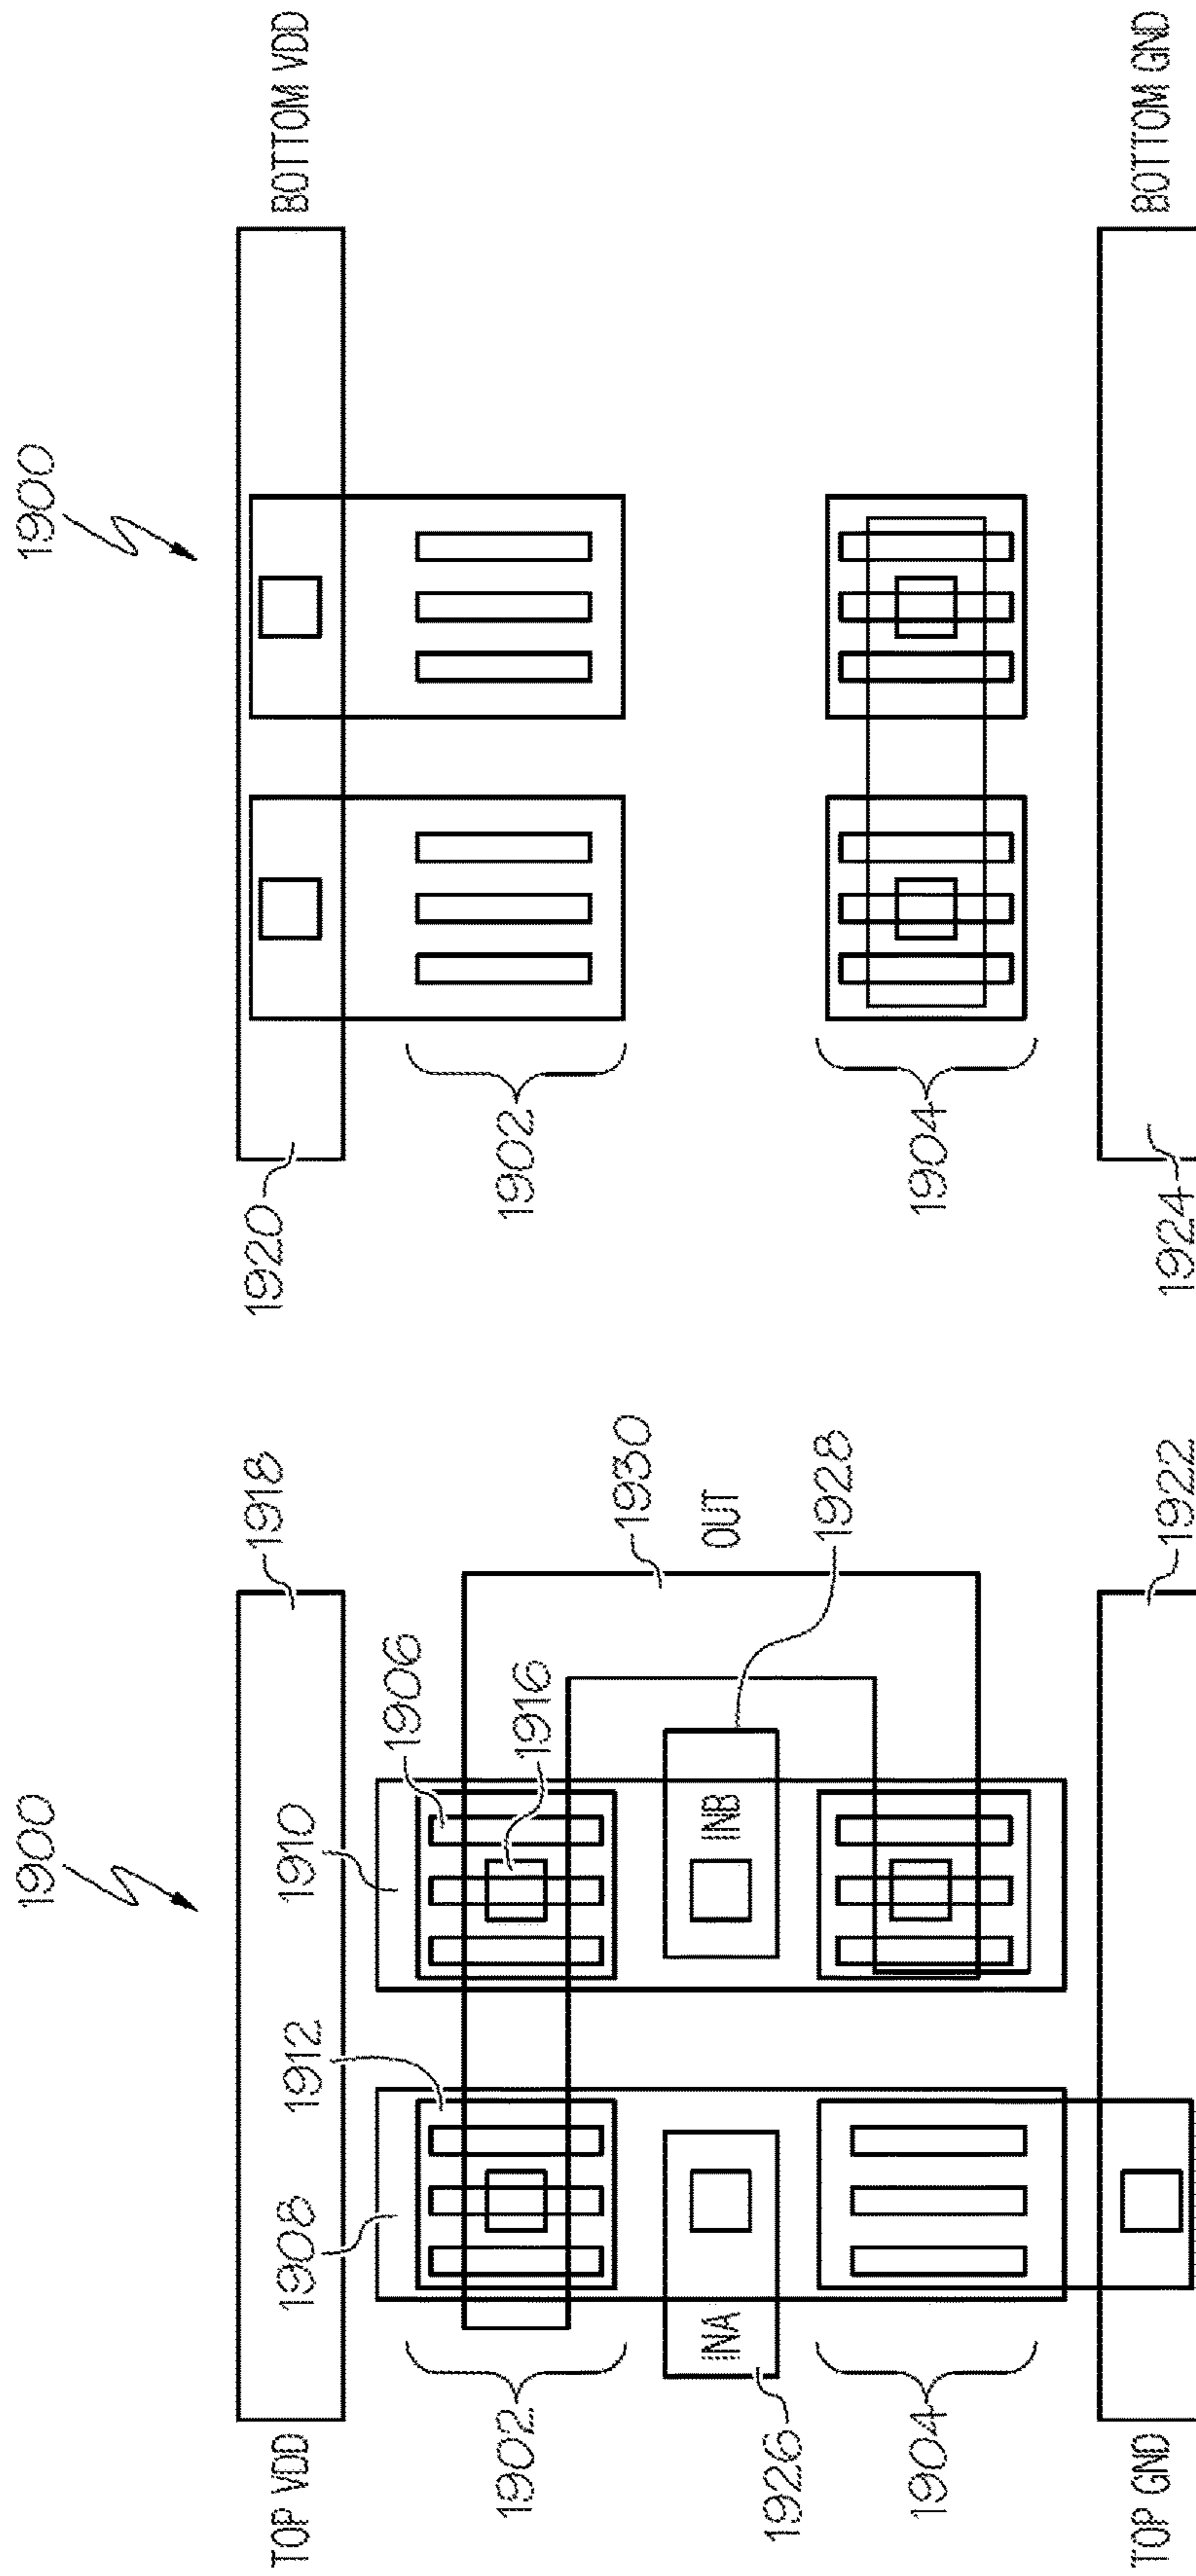 1900
TOP VDD
1918
1908
1912
1910
1906
1916
1902
INA
INB
OUT
1930
1926
1928
1904
TOP GND
1922
1900
1920
BOTTOM VDD
1902
1904
1924
BOTTOM GND